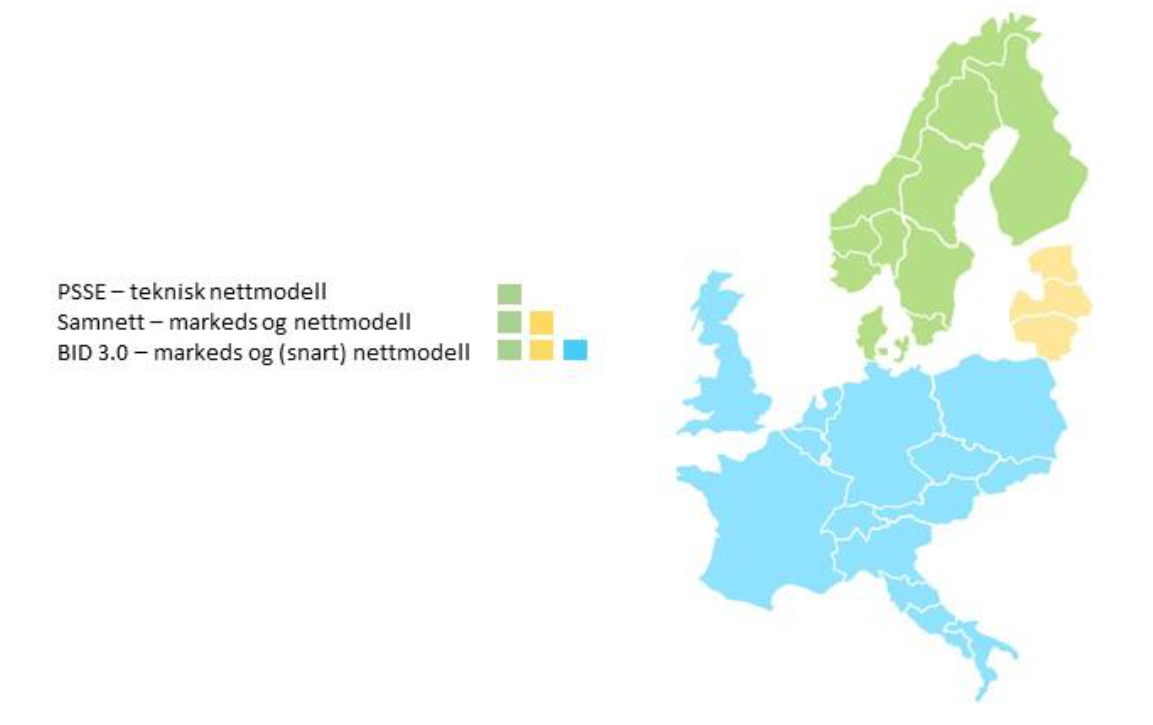 PSSE – teknisk nettmodell
Samnett – markeds og nettmodell
BID 3.0 – markeds og (snart) nettmodell